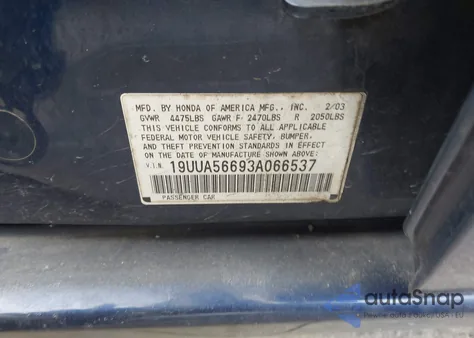 MFD. BY HONDA OF AMERICA MFG., INC. 2/03
GVWR 4475LBS GAWR F 2470LBS R 2050LBS
THIS VEHICLE CONFORMS TO ALL APPLICABLE
FEDERAL MOTOR VEHICLE SAFETY, BUMPER,
AND THEFT PREVENTION STANDARDS IN EFFECT
ON THE DATE OF MANUFACTURE SHOWN ABOVE.
V.I.N. 19UUA56693A066537
PASSENGER CAR
autoSnap